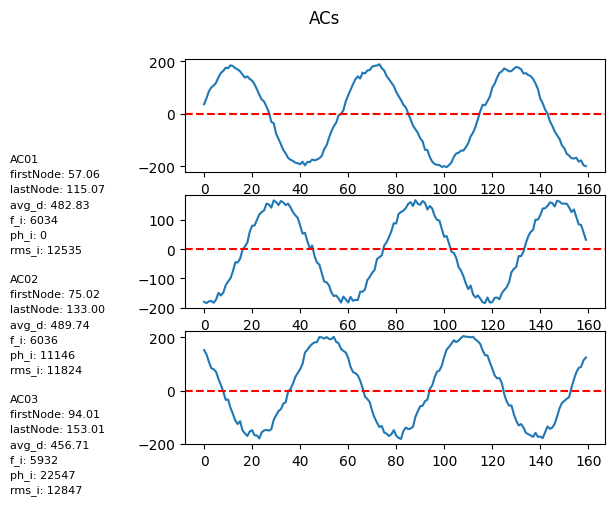 ACs
200
0
−200
0 20 40 60 80 100 120 140 160
100
0
−100
−200
0 20 40 60 80 100 120 140 160
200
0
−200
0 20 40 60 80 100 120 140 160
AC01
firstNode: 57.06
lastNode: 115.07
avg_d: 482.83
f_i: 6034
ph_i: 0
rms_i: 12535
AC02
firstNode: 75.02
lastNode: 133.00
avg_d: 489.74
f_i: 6036
ph_i: 11146
rms_i: 11824
AC03
firstNode: 94.01
lastNode: 153.01
avg_d: 456.71
f_i: 5932
ph_i: 22547
rms_i: 12847